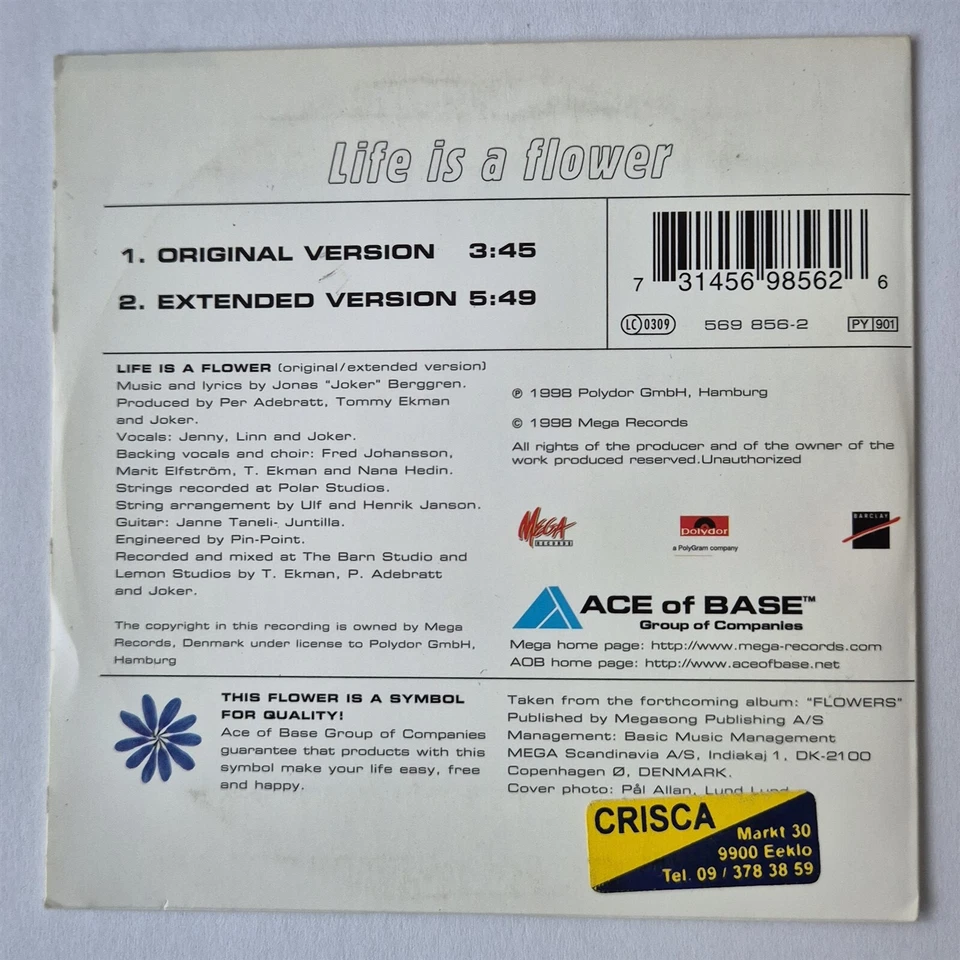 Life is a flower
1. ORIGINAL VERSION 3:45
2. EXTENDED VERSION 5:49
7 31456 98562 6
LC 0309 569 856-2 PY 901
LIFE IS A FLOWER (original/extended version)
Music and lyrics by Jonas "Joker" Berggren.
Produced by Per Adebratt, Tommy Ekman
and Joker.
Vocals: Jenny, Linn and Joker.
Backing vocals and choir: Fred Johansson,
Marit Elfström, T. Ekman and Nana Hedin.
Strings recorded at Polar Studios.
String arrangement by Ulf and Henrik Janson.
Guitar: Janne Taneli- Juntilla.
Engineered by Pin-Point.
Recorded and mixed at The Barn Studio and
Lemon Studios by T. Ekman, P. Adebratt
and Joker.
The copyright in this recording is owned by Mega
Records, Denmark under license to Polydor GmbH,
Hamburg
℗ 1998 Polydor GmbH, Hamburg
© 1998 Mega Records
All rights of the producer and of the owner of the
work produced reserved.Unauthorized
MEGA
RECORDS
Polydor
a PolyGram company
BARCLAY
ACE of BASE™
Group of Companies
Mega home page: http://www.mega-records.com
AOB home page: http://www.aceofbase.net
THIS FLOWER IS A SYMBOL
FOR QUALITY!
Ace of Base Group of Companies
guarantee that products with this
symbol make your life easy, free
and happy.
Taken from the forthcoming album: "FLOWERS"
Published by Megasong Publishing A/S
Management: Basic Music Management
MEGA Scandinavia A/S, Indiakaj 1, DK-2100
Copenhagen Ø, DENMARK.
Cover photo: Pål Allan, Lund Lund
CRISCA
Markt 30
9900 Eeklo
Tel. 09 / 378 38 59